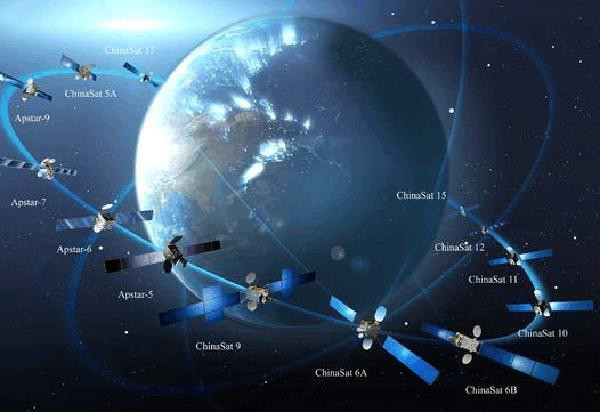 ChinaSat 17
ChinaSat 5A
Apstar-9
Apstar-7
Apstar-6
Apstar-5
ChinaSat 9
ChinaSat 6A
ChinaSat 6B
ChinaSat 10
ChinaSat 11
ChinaSat 12
ChinaSat 15